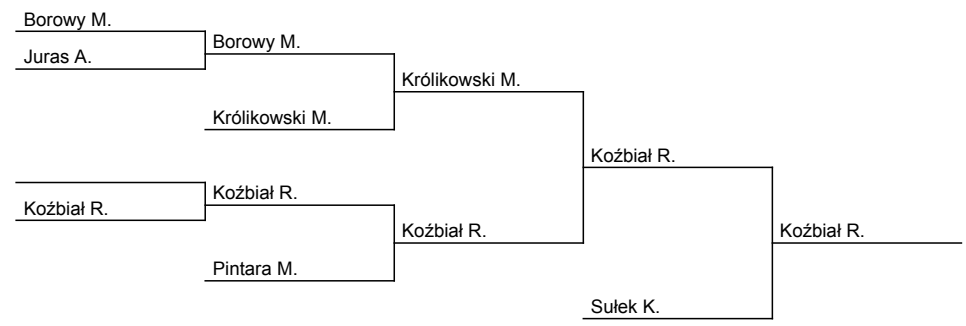 Borowy M.
Juras A.
Borowy M.
Królikowski M.
Królikowski M.
Koźbiał R.
Koźbiał R.
Koźbiał R.
Koźbiał R.
Koźbiał R.
Pintara M.
Sułek K.